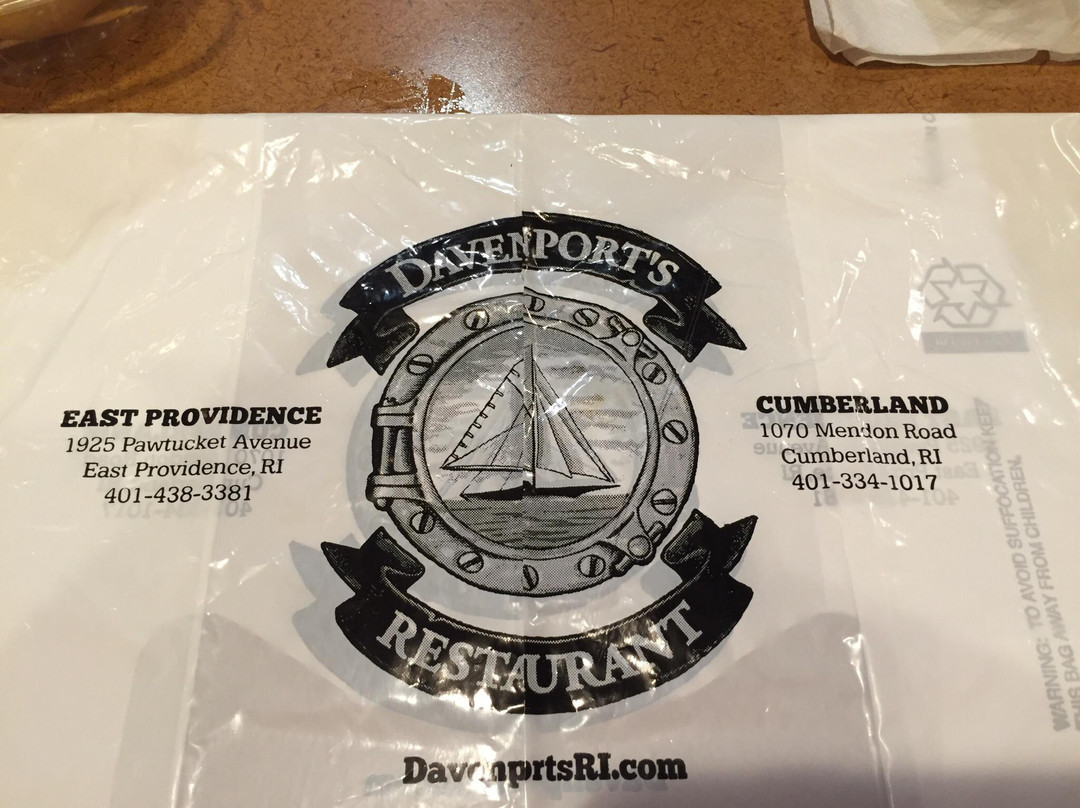 DAVENPORT'S
RESTAURANT
EAST PROVIDENCE
1925 Pawtucket Avenue
East Providence, RI
401-438-3381
CUMBERLAND
1070 Mendon Road
Cumberland, RI
401-334-1017
DavenprtsRI.com
WARNING: TO AVOID SUFFOCATION KEEP
THIS BAG AWAY FROM CHILDREN.